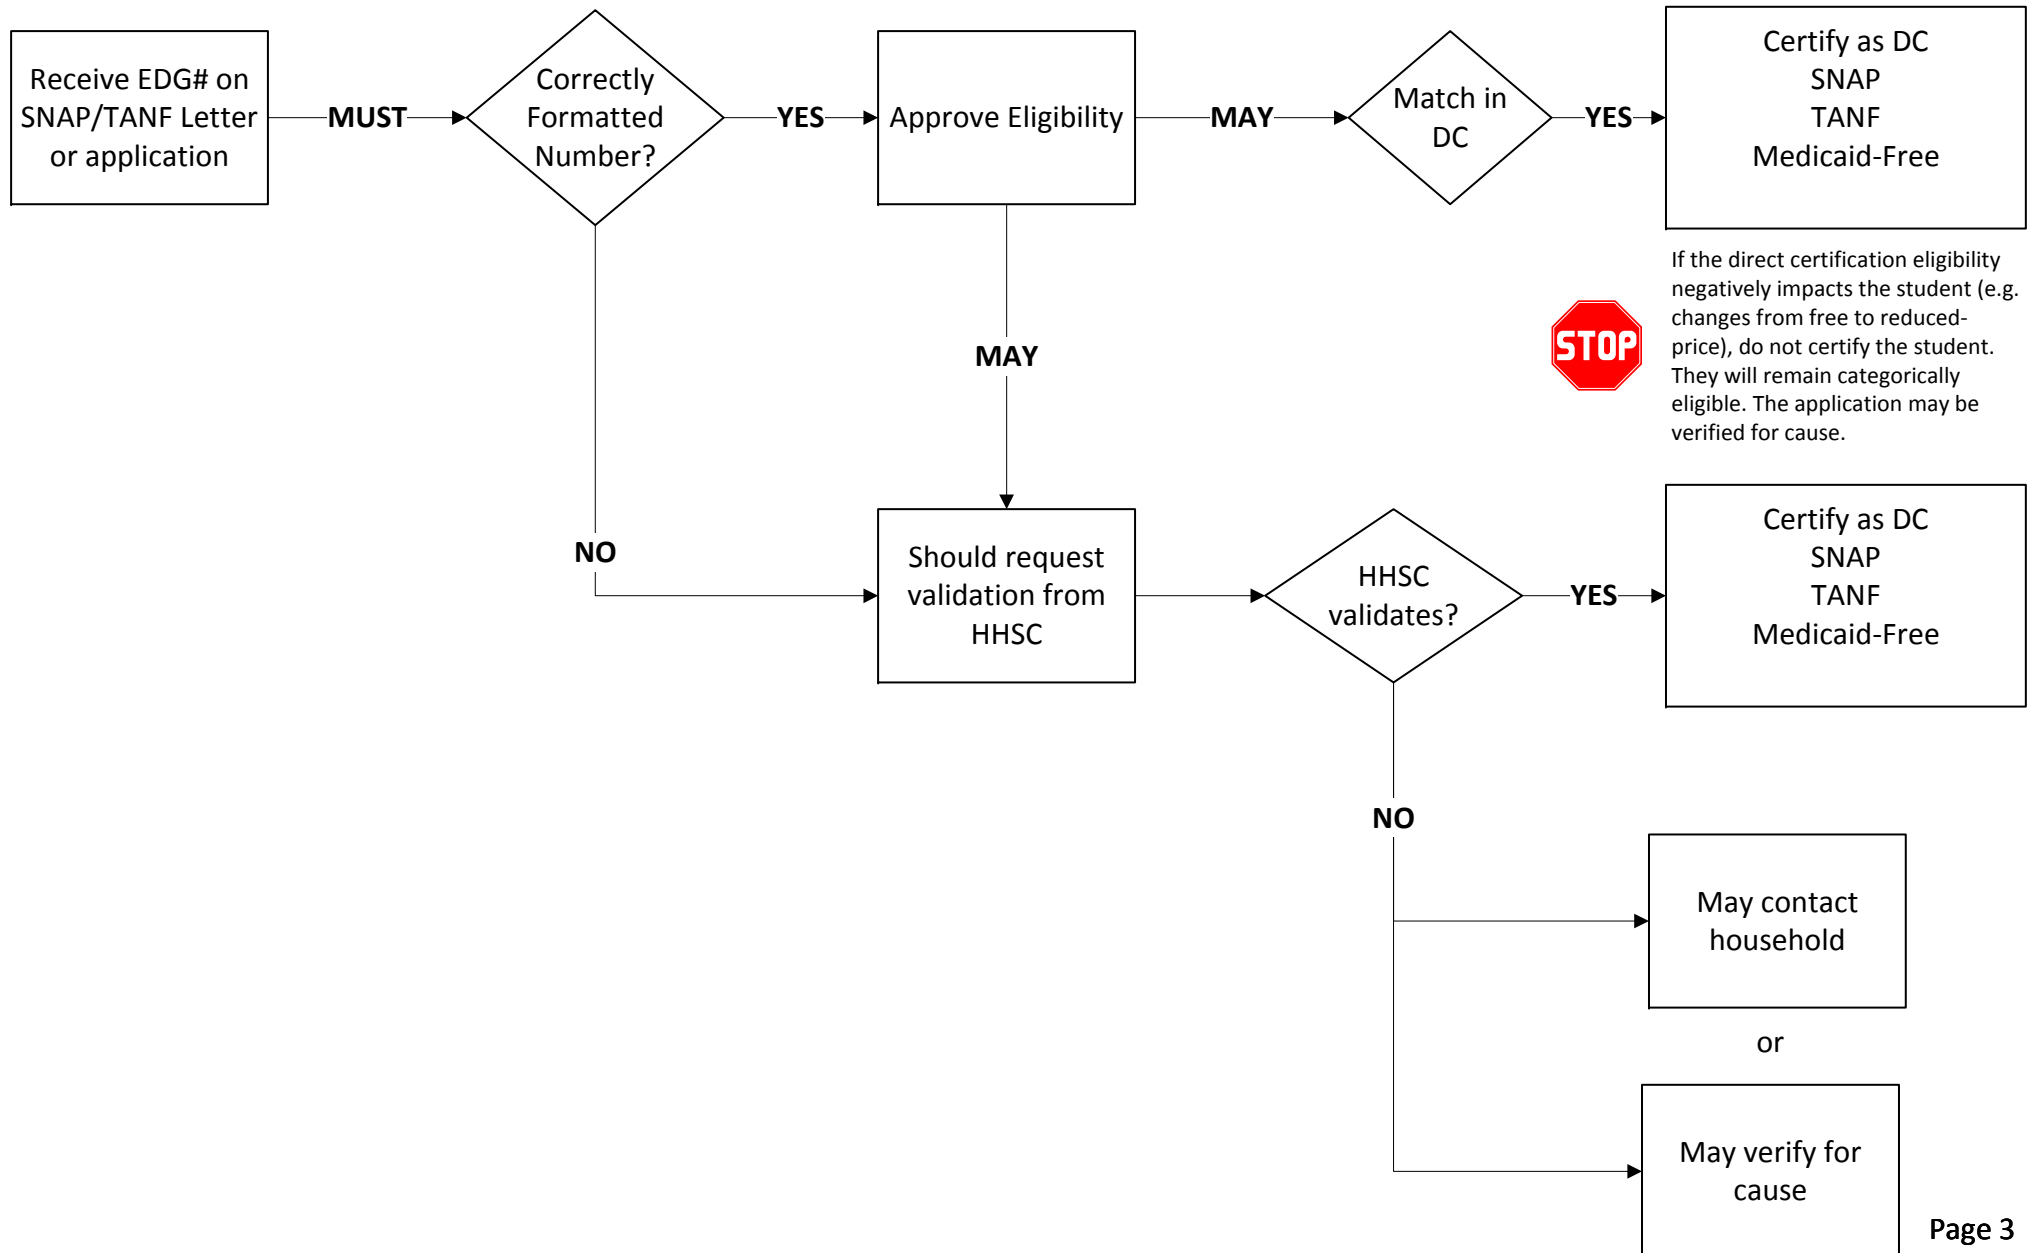 Receive EDG# on
SNAP/TANF Letter
or application
MUST
Correctly
Formatted
Number?
YES
Approve Eligibility
MAY
Match in
DC
YES
Certify as DC
SNAP
TANF
Medicaid-Free
If the direct certification eligibility
negatively impacts the student (e.g.
changes from free to reduced-
price), do not certify the student.
They will remain categorically
eligible. The application may be
verified for cause.
STOP
MAY
NO
Should request
validation from
HHSC
HHSC
validates?
YES
Certify as DC
SNAP
TANF
Medicaid-Free
NO
May contact
household
or
May verify for
cause
Page 3